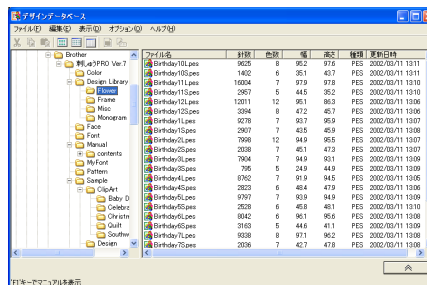 デザインデータベース
ファイル(F) 編集(E) 表示(D) オプション(O) ヘルプ(H)
Brother
刺しゅうPRO Ver.7
Color
Design Library
Flower
Frame
Misc
Monogram
Face
Font
Manual
contents
MyFont
Pattern
Sample
ClipArt
Baby D
Celebra
Christm
Quilt
Southw
Design
ファイル名 針数 色数 幅 高さ 種類 更新日時
Birthday10L.pes 9625 8 95.2 97.6 PES 2002/03/11 13:11
Birthday10S.pes 1402 6 35.1 43.7 PES 2002/03/11 13:11
Birthday11L.pes 16004 7 97.9 97.8 PES 2002/03/11 13:10
Birthday11S.pes 2957 5 44.5 35.2 PES 2002/03/11 13:10
Birthday12L.pes 12011 12 95.1 86.3 PES 2002/03/11 13:06
Birthday12S.pes 3394 8 47.2 45.7 PES 2002/03/11 13:06
Birthday1L.pes 9278 7 93.7 95.9 PES 2002/03/11 13:07
Birthday1S.pes 2907 7 43.5 45.9 PES 2002/03/11 13:08
Birthday2L.pes 7998 12 94.9 95.5 PES 2002/03/11 13:07
Birthday2S.pes 2038 7 45.1 47.3 PES 2002/03/11 13:07
Birthday3L.pes 7904 7 94.9 93.1 PES 2002/03/11 13:09
Birthday3S.pes 795 5 24.9 44.9 PES 2002/03/11 13:09
Birthday4L.pes 8762 7 91.9 94.5 PES 2002/03/11 13:05
Birthday4S.pes 2823 6 48.4 47.9 PES 2002/03/11 13:06
Birthday5L.pes 9797 7 93.9 94.9 PES 2002/03/11 13:09
Birthday5S.pes 2528 6 45.8 48.1 PES 2002/03/11 13:10
Birthday6L.pes 8042 6 96.1 95.6 PES 2002/03/11 13:08
Birthday6S.pes 3163 5 44.6 41.1 PES 2002/03/11 13:09
Birthday7L.pes 9338 8 97.1 96.2 PES 2002/03/11 13:08
Birthday7S.pes 2036 7 42.7 47.8 PES 2002/03/11 13:08
'F1'キーでマニュアルを表示